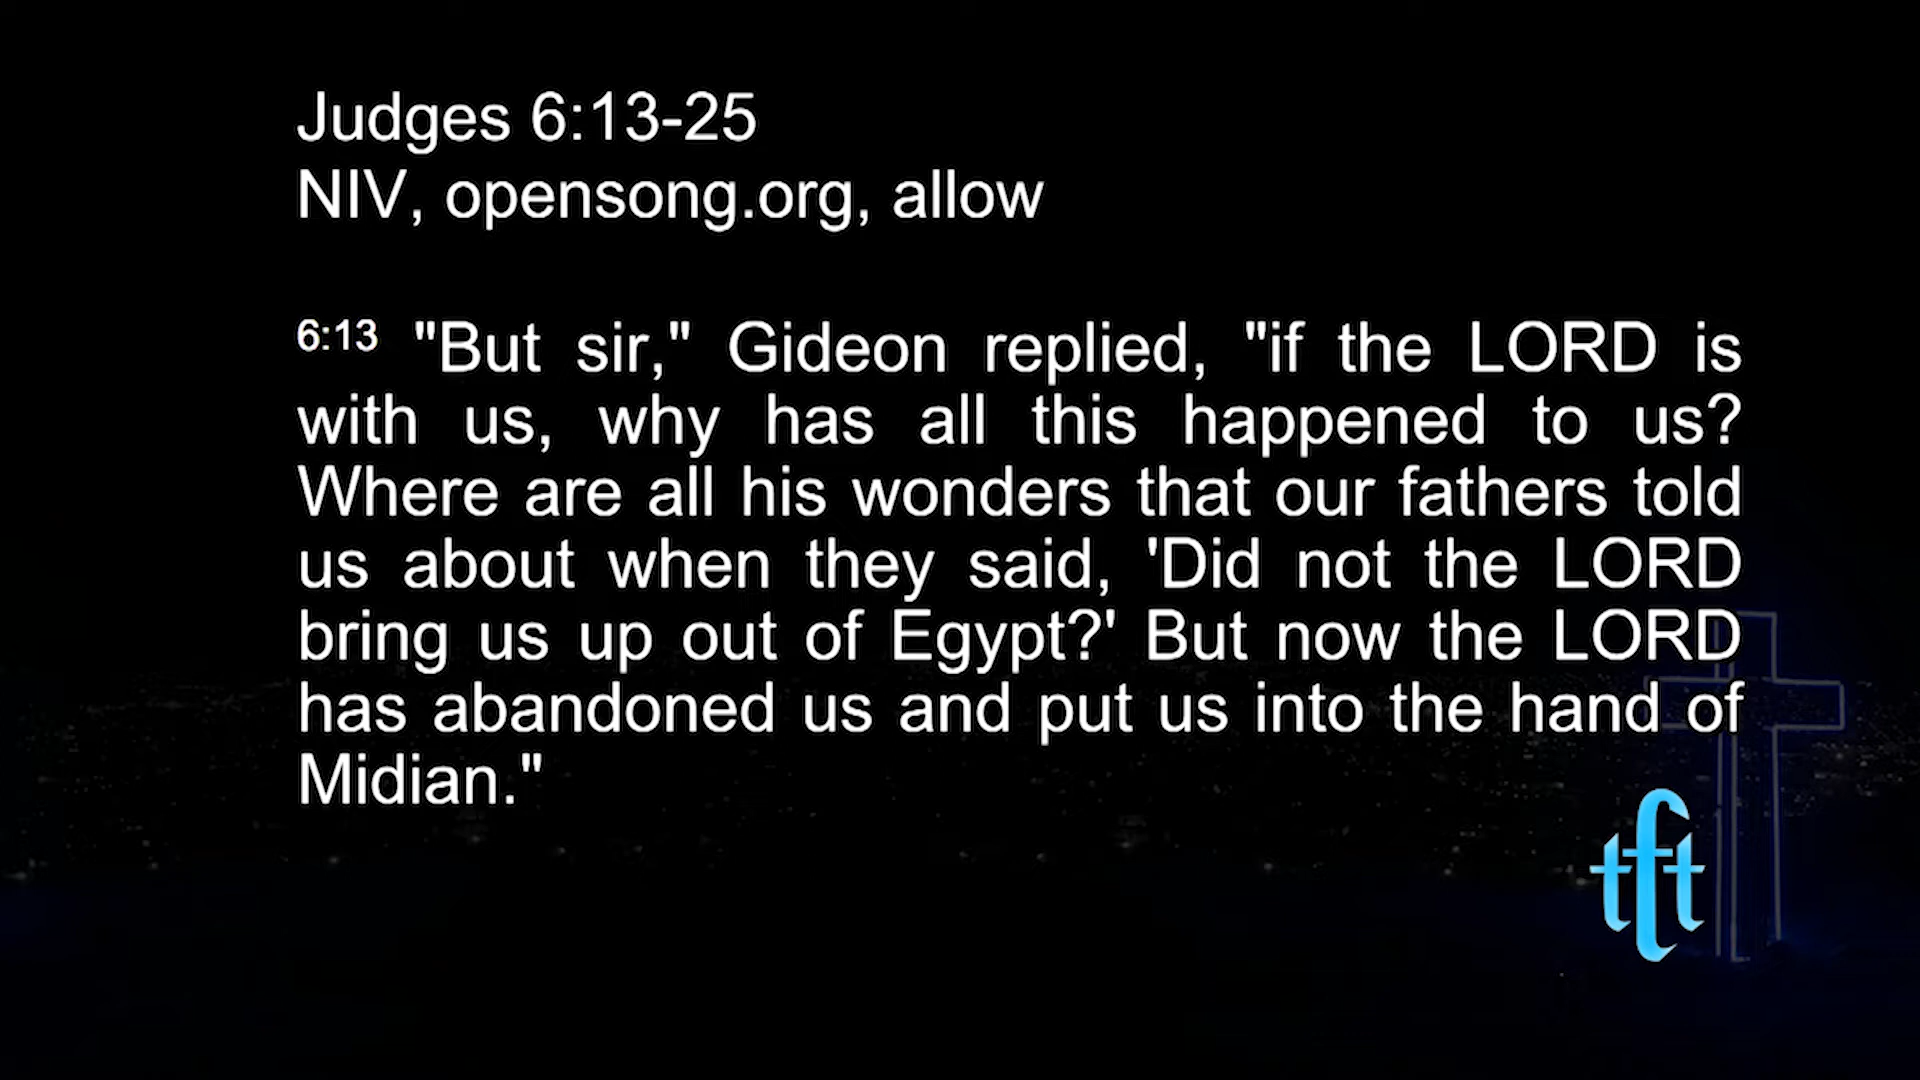 Judges 6:13-25
NIV, opensong.org, allow
6:13 "But sir," Gideon replied, "if the LORD is
with us, why has all this happened to us?
Where are all his wonders that our fathers told
us about when they said, 'Did not the LORD
bring us up out of Egypt?' But now the LORD
has abandoned us and put us into the hand of
Midian."
tft